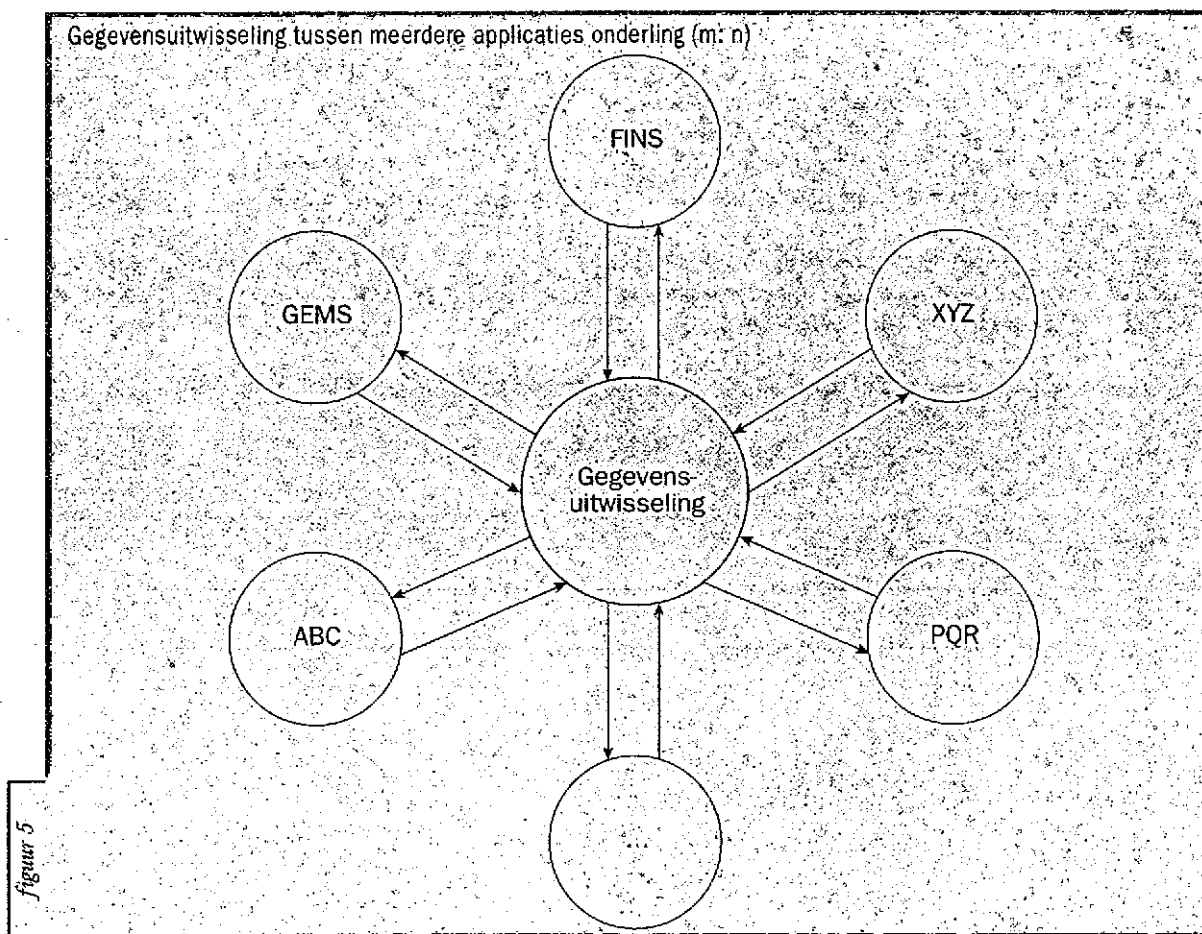 Gegevensuitwisseling tussen meerdere applicaties onderling (m: n)
FINS
GEMS
XYZ
Gegevens-
uitwisseling
ABC
PQR
...
figuur 5